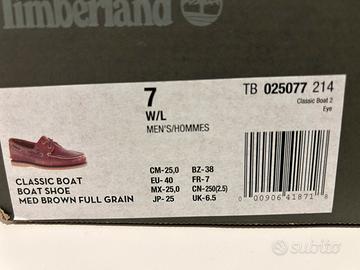 Timberland
7
W/L
MEN'S/HOMMES
TB 025077 214
Classic Boat 2
Eye
CLASSIC BOAT
BOAT SHOE
MED BROWN FULL GRAIN
CM-25,0 BZ-38
EU-40 FR-7
MX-25,0 CN-250(2.5)
JP-25 UK-6.5
0 00906 41871 8
subito